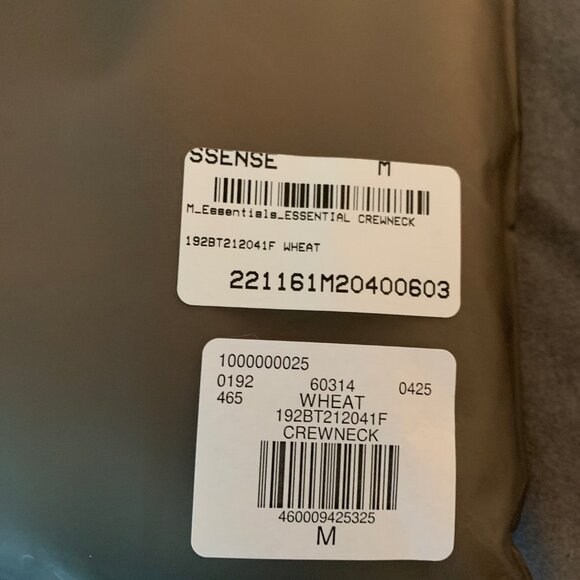 SSENSE M
M_Essentials_ESSENTIAL CREWNECK
192BT212041F WHEAT
221161M20400603
1000000025
0192 60314 0425
465 WHEAT
192BT212041F
CREWNECK
460009425325
M